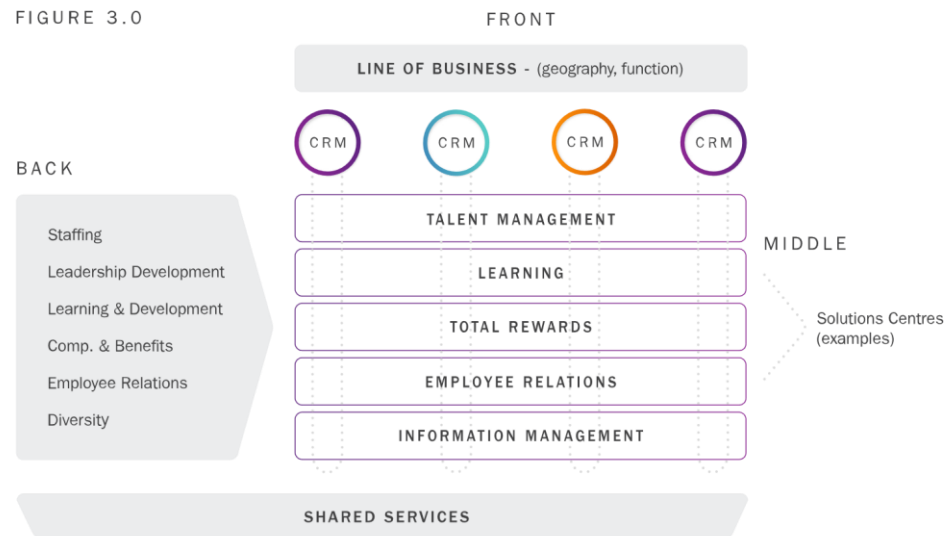 FIGURE 3.0
FRONT
LINE OF BUSINESS - (geography, function)
CRM
CRM
CRM
CRM
BACK
Staffing
Leadership Development
Learning & Development
Comp. & Benefits
Employee Relations
Diversity
TALENT MANAGEMENT
LEARNING
TOTAL REWARDS
EMPLOYEE RELATIONS
INFORMATION MANAGEMENT
MIDDLE
Solutions Centres
(examples)
SHARED SERVICES